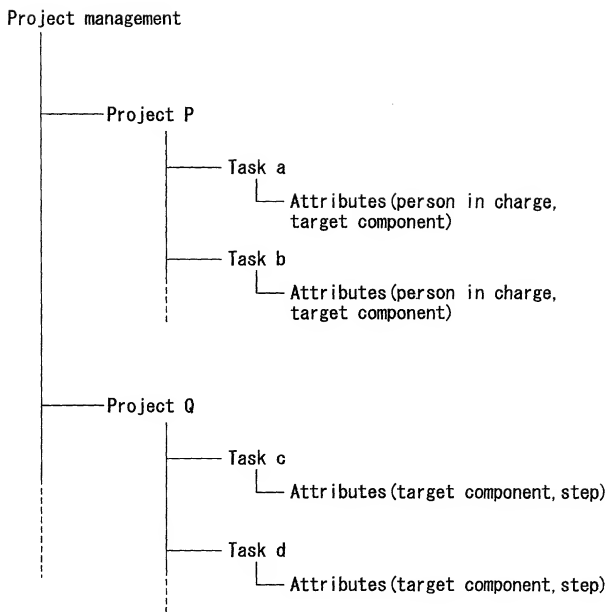 Project management
Project P
Task a
Attributes(person in charge,
target component)
Task b
Attributes(person in charge,
target component)
Project Q
Task c
Attributes(target component, step)
Task d
Attributes(target component, step)